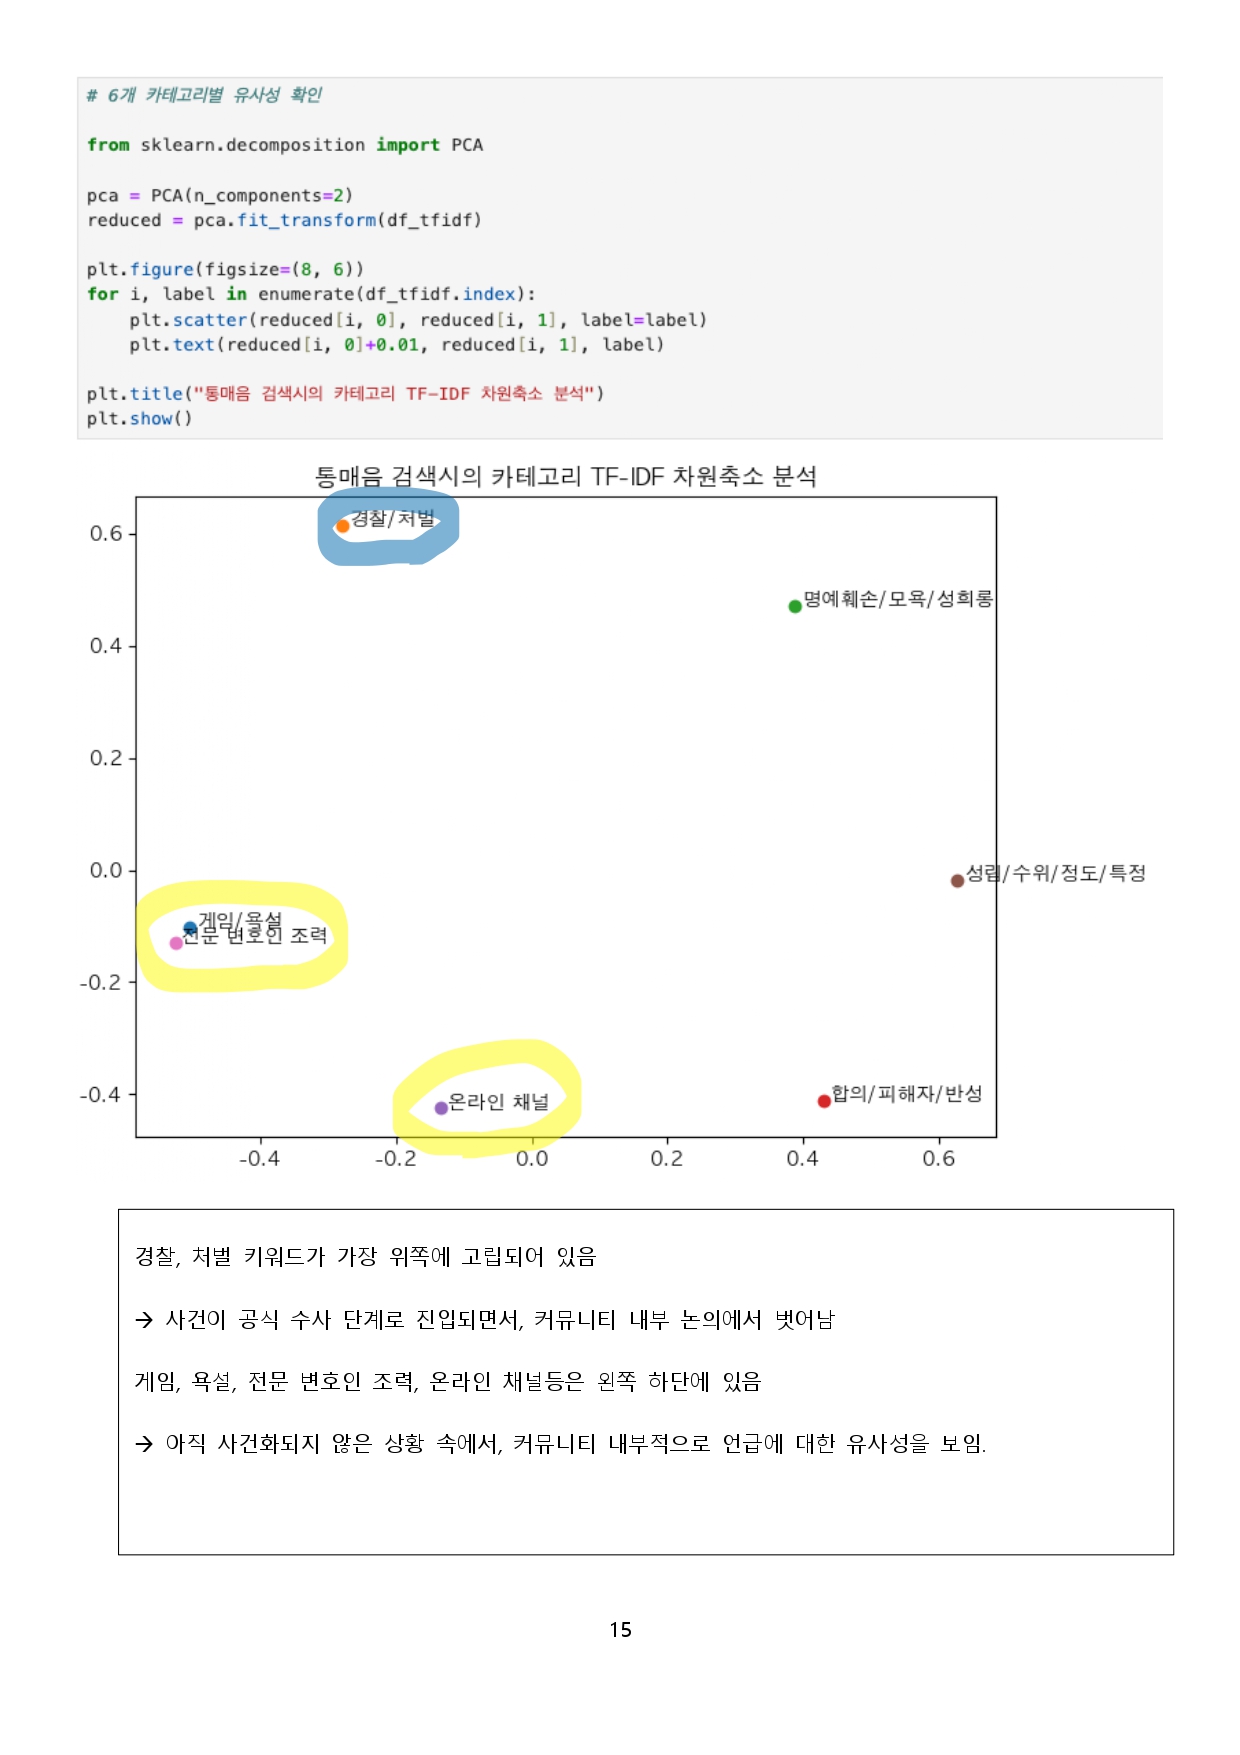 # 6개 카테고리별 유사성 확인
from sklearn.decomposition import PCA
pca = PCA(n_components=2)
reduced = pca.fit_transform(df_tfidf)
plt.figure(figsize=(8, 6))
for i, label in enumerate(df_tfidf.index):
    plt.scatter(reduced[i, 0], reduced[i, 1], label=label)
    plt.text(reduced[i, 0]+0.01, reduced[i, 1], label)
plt.title("통매음 검색시의 카테고리 TF-IDF 차원축소 분석")
plt.show()
통매음 검색시의 카테고리 TF-IDF 차원축소 분석
경찰/처벌
0.6
명예훼손/모욕/성희롱
0.4
0.2
0.0
성립/수위/정도/특정
게임/욕설
전문 변호인 조력
-0.2
-0.4
온라인 채널
합의/피해자/반성
-0.4 -0.2 0.0 0.2 0.4 0.6
경찰, 처벌 키워드가 가장 위쪽에 고립되어 있음
→ 사건이 공식 수사 단계로 진입되면서, 커뮤니티 내부 논의에서 벗어남
게임, 욕설, 전문 변호인 조력, 온라인 채널등은 왼쪽 하단에 있음
→ 아직 사건화되지 않은 상황 속에서, 커뮤니티 내부적으로 언급에 대한 유사성을 보임.
15